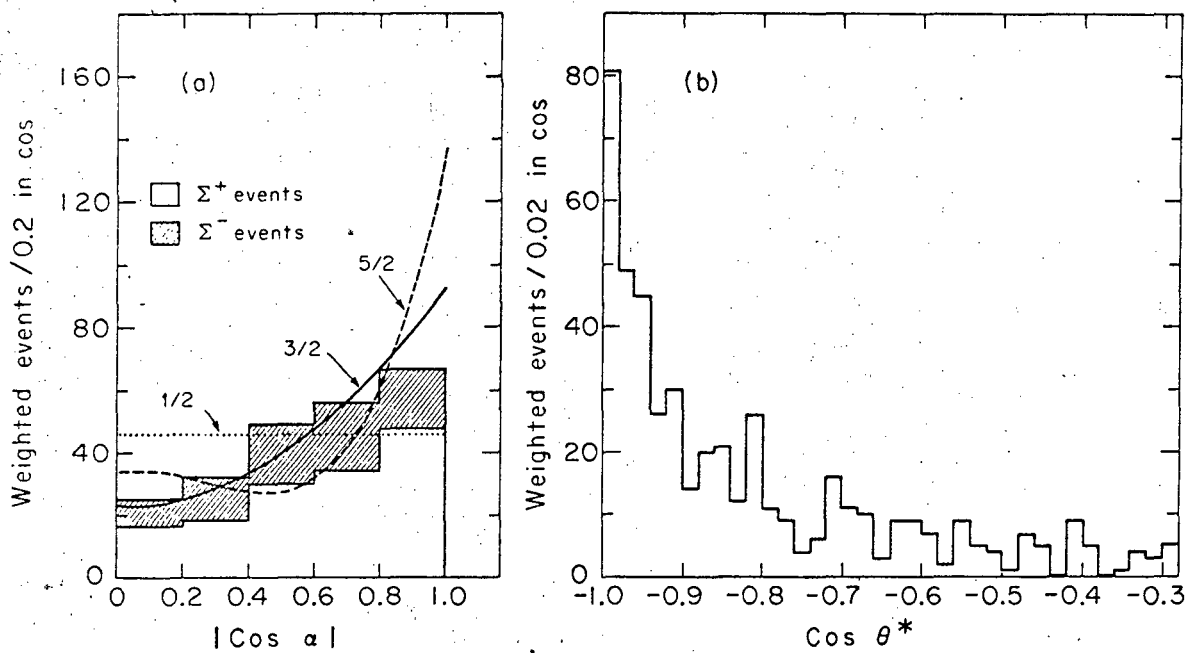 (a)
Weighted events / 0.2 in cos
160
120
80
40
0
Σ+ events
Σ- events
5/2
3/2
1/2
0 0.2 0.4 0.6 0.8 1.0
|Cos α|
(b)
Weighted events / 0.02 in cos
80
60
40
20
0
-1.0 -0.9 -0.8 -0.7 -0.6 -0.5 -0.4 -0.3
Cos θ*